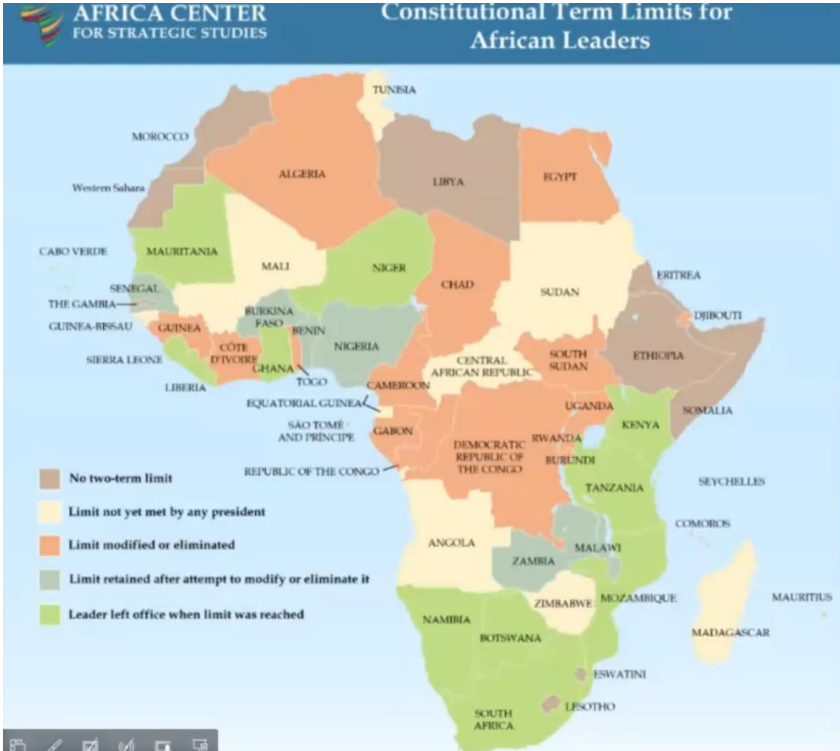 AFRICA CENTER
FOR STRATEGIC STUDIES
Constitutional Term Limits for
African Leaders
TUNISIA
MOROCCO
ALGERIA
LIBYA
EGYPT
Western Sahara
CABO VERDE
MAURITANIA
MALI
NIGER
CHAD
SUDAN
ERITREA
SENEGAL
THE GAMBIA
BURKINA
FASO
DJIBOUTI
GUINEA-BISSAU
GUINEA
BENIN
NIGERIA
CÔTE
D'IVOIRE
GHANA
SIERRA LEONE
LIBERIA
TOGO
CENTRAL
AFRICAN REPUBLIC
SOUTH
SUDAN
ETHIOPIA
CAMEROON
EQUATORIAL GUINEA
UGANDA
SOMALIA
KENYA
SÃO TOMÉ
AND PRÍNCIPE
GABON
DEMOCRATIC
REPUBLIC OF
THE CONGO
RWANDA
BURUNDI
REPUBLIC OF THE CONGO
TANZANIA
SEYCHELLES
No two-term limit
Limit not yet met by any president
Limit modified or eliminated
Limit retained after attempt to modify or eliminate it
Leader left office when limit was reached
COMOROS
ANGOLA
MALAWI
ZAMBIA
ZIMBABWE
MOZAMBIQUE
MAURITIUS
NAMIBIA
BOTSWANA
MADAGASCAR
ESWATINI
LESOTHO
SOUTH
AFRICA